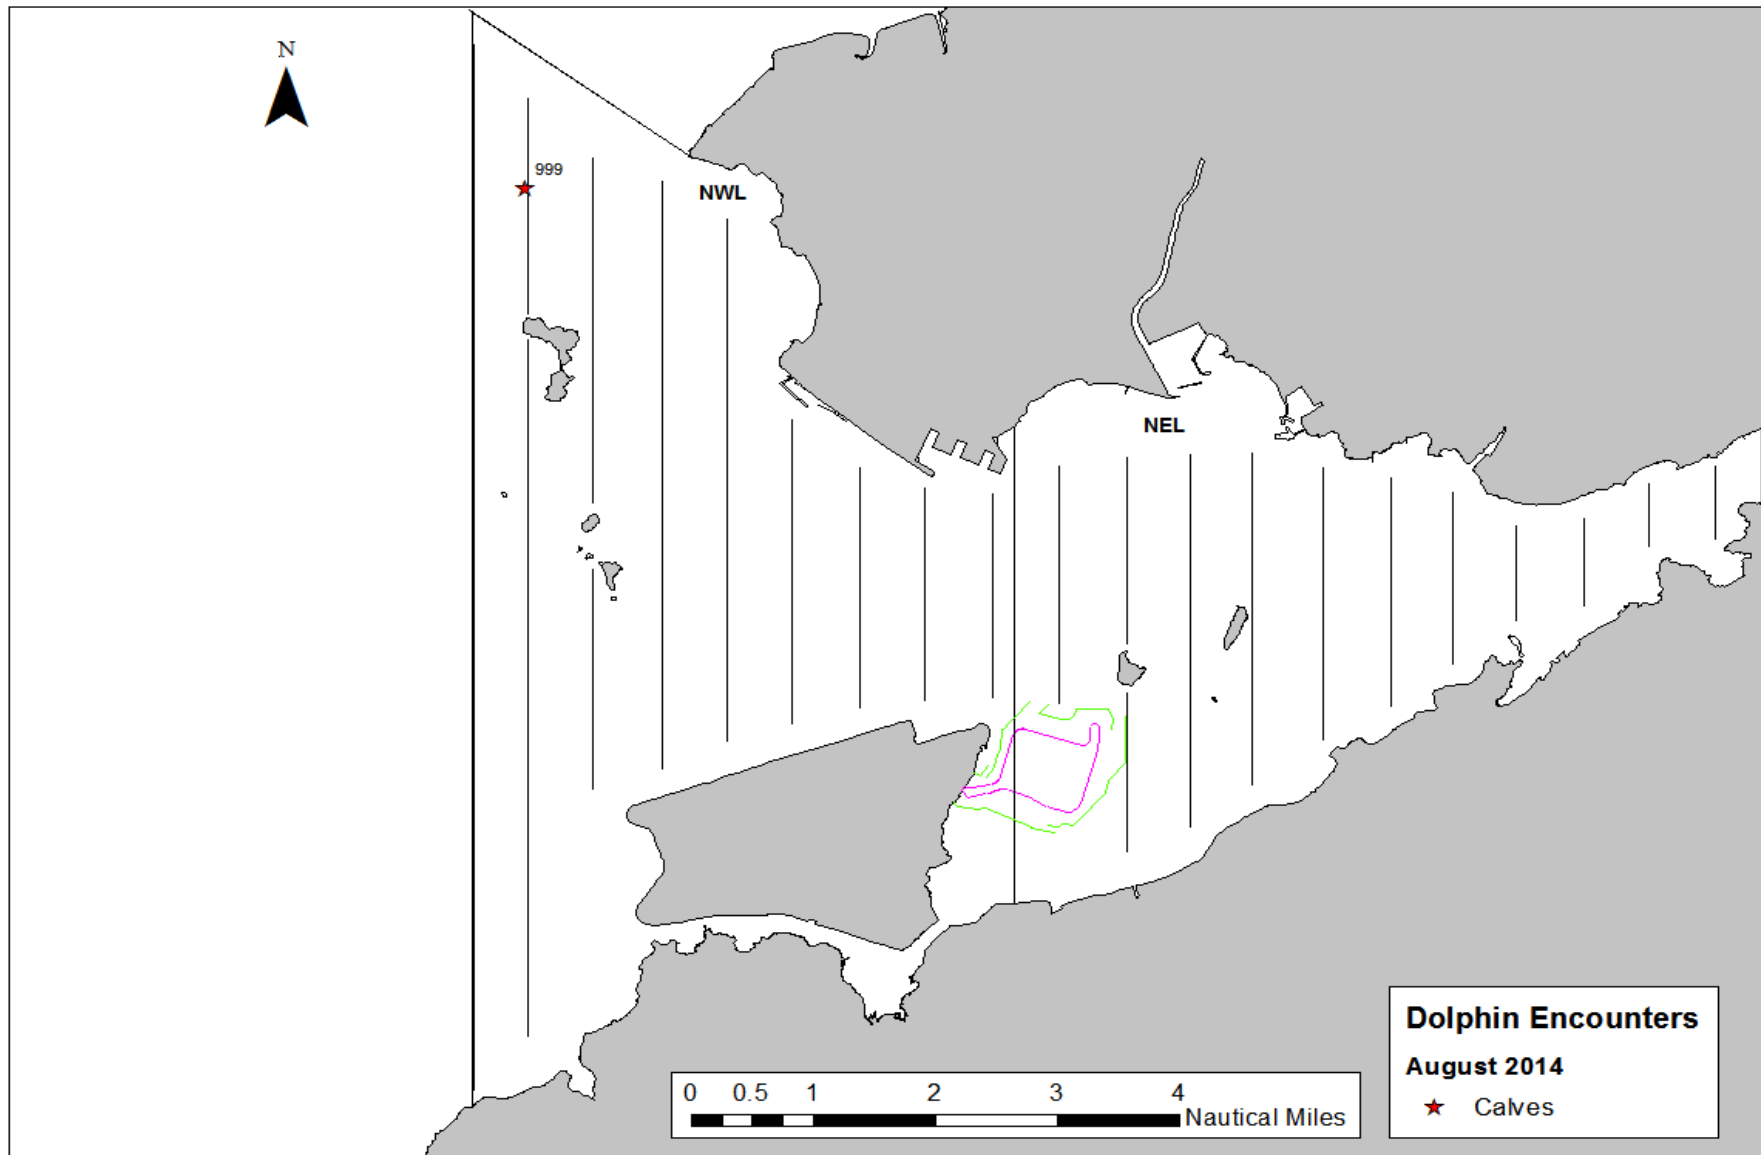 N
999
NWL
NEL
Dolphin Encounters
August 2014
Calves
0 0.5 1 2 3 4
Nautical Miles